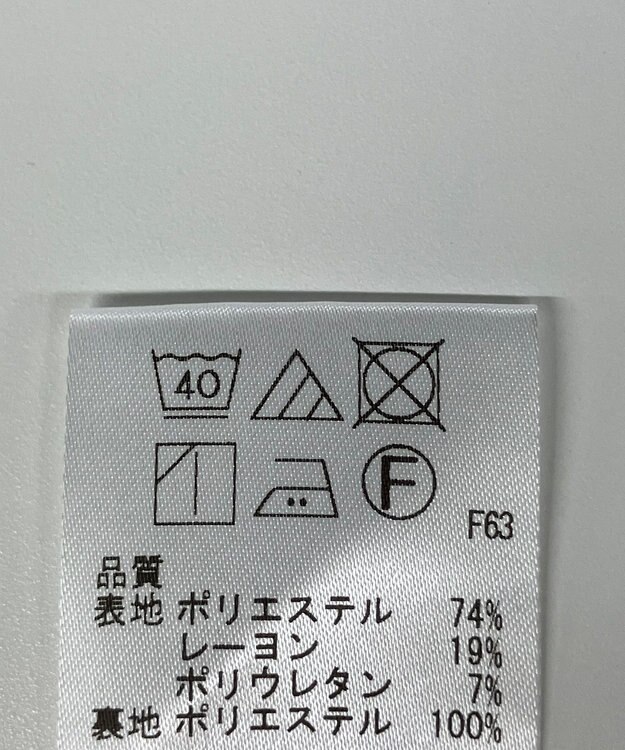 40
F
F63
品質
表地 ポリエステル 74%
レーヨン 19%
ポリウレタン 7%
裏地 ポリエステル 100%